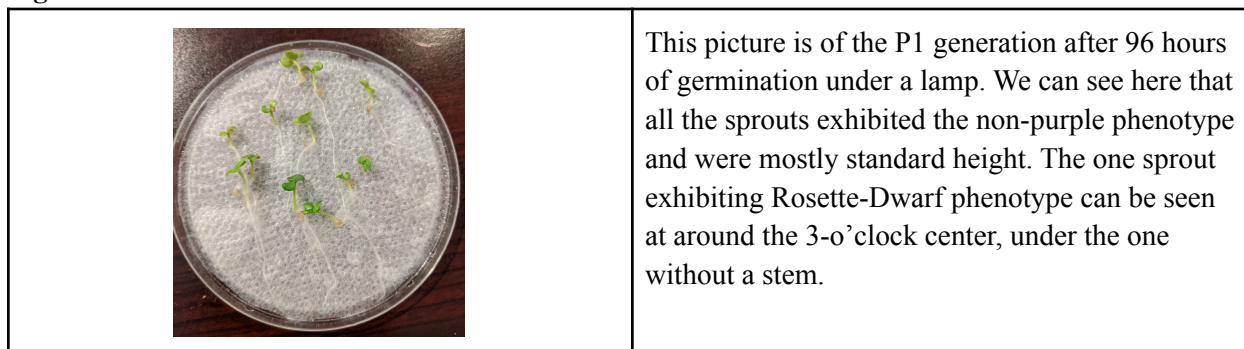 This picture is of the P1 generation after 96 hours
of germination under a lamp. We can see here that
all the sprouts exhibited the non-purple phenotype
and were mostly standard height. The one sprout
exhibiting Rosette-Dwarf phenotype can be seen
at around the 3-o’clock center, under the one
without a stem.